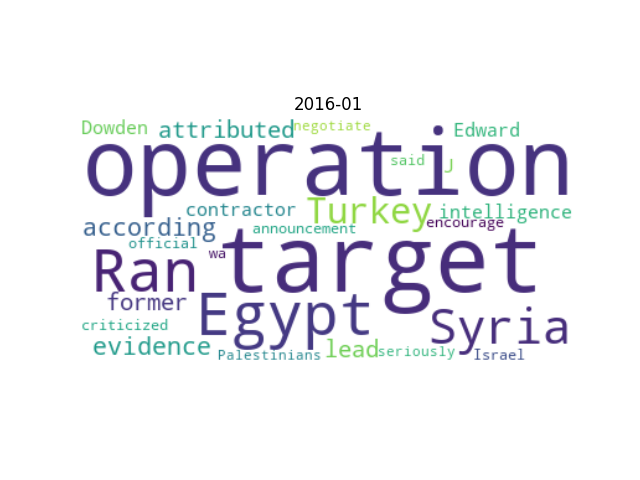 2016-01
Dowden attributed negotiate Edward
operation
said J
contractor Turkey intelligence
according announcement encourage
official wa target
Ran
former Egypt Syria
criticized
evidence Palestinians lead seriously Israel